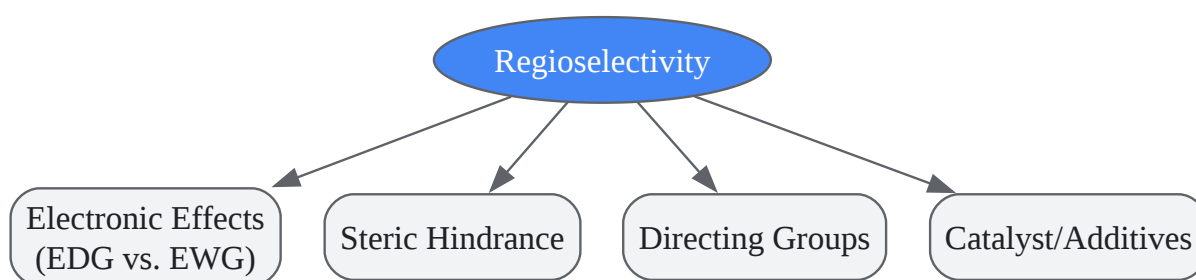 Regioselectivity
Electronic Effects
(EDG vs. EWG)
Steric Hindrance
Directing Groups
Catalyst/Additives